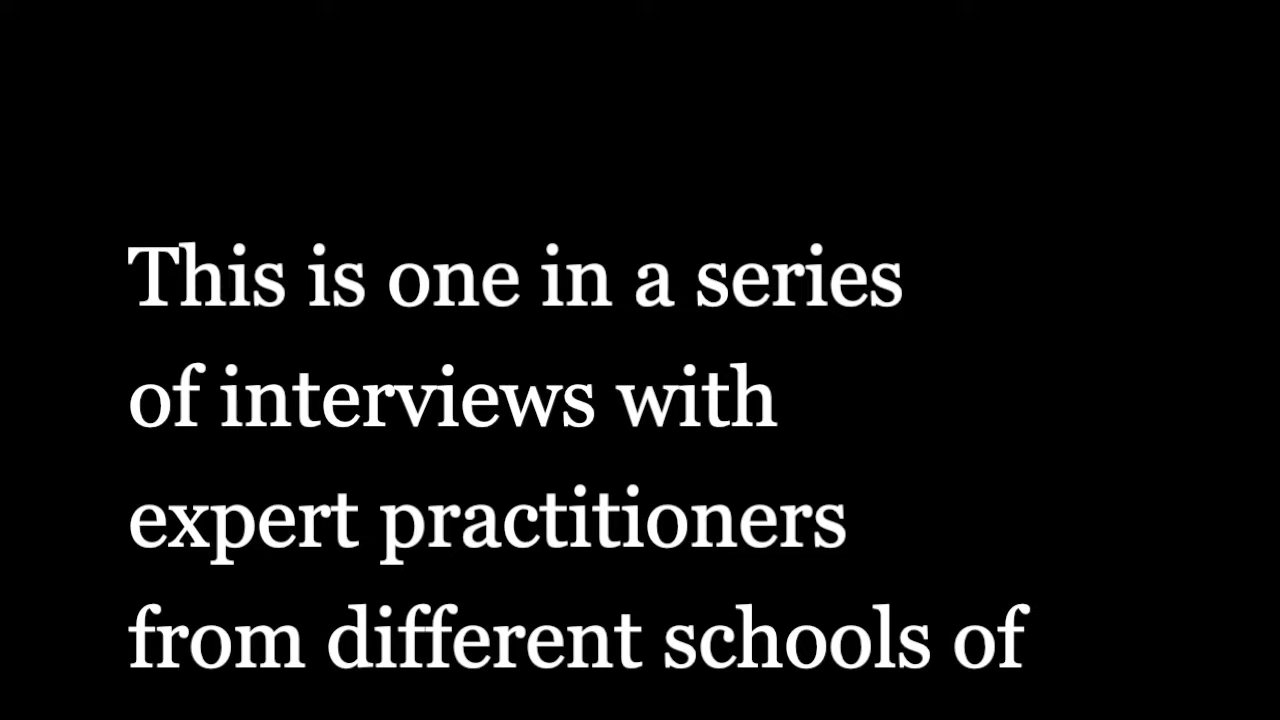 This is one in a series
of interviews with
expert practitioners
from different schools of